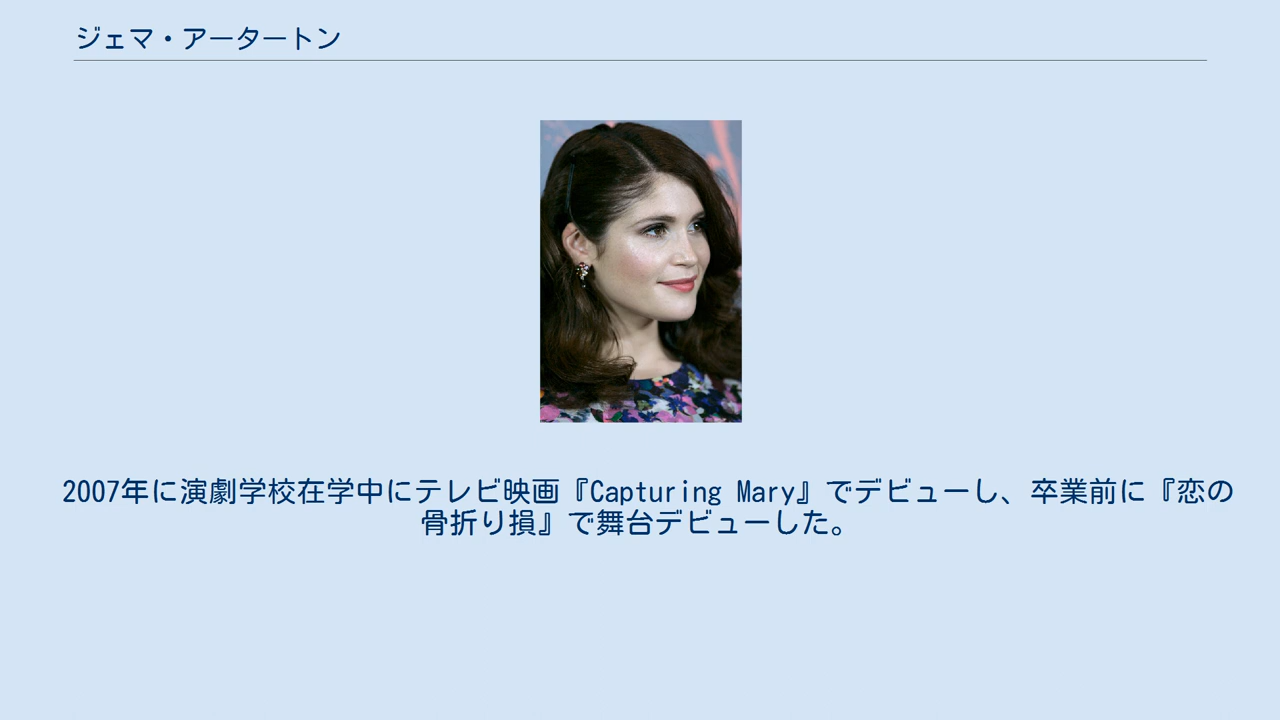 ジェマ・アータートン
2007年に演劇学校在学中にテレビ映画『Capturing Mary』でデビューし、卒業前に『恋の
骨折り損』で舞台デビューした。